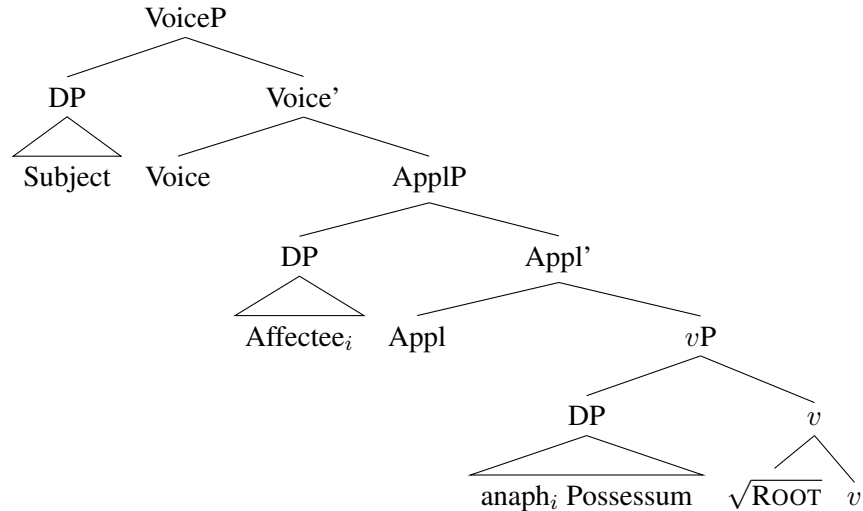 VoiceP
DP Voice’
Subject Voice ApplP
DP Appl’
Affectee_i Appl vP
DP v
anaph_i Possessum √ROOT v